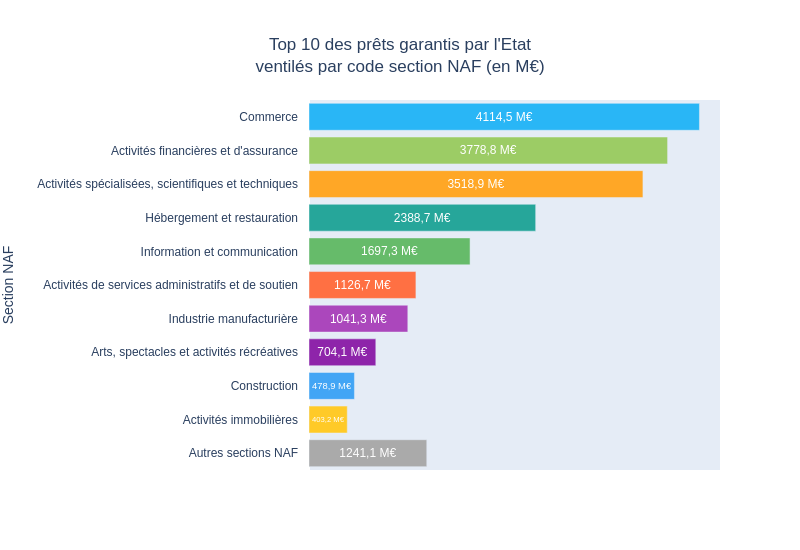 Top 10 des prêts garantis par l'Etat
ventilés par code section NAF (en M€)
Section NAF
Commerce 4114,5 M€
Activités financières et d'assurance 3778,8 M€
Activités spécialisées, scientifiques et techniques 3518,9 M€
Hébergement et restauration 2388,7 M€
Information et communication 1697,3 M€
Activités de services administratifs et de soutien 1126,7 M€
Industrie manufacturière 1041,3 M€
Arts, spectacles et activités récréatives 704,1 M€
Construction 478,9 M€
Activités immobilières 403,2 M€
Autres sections NAF 1241,1 M€